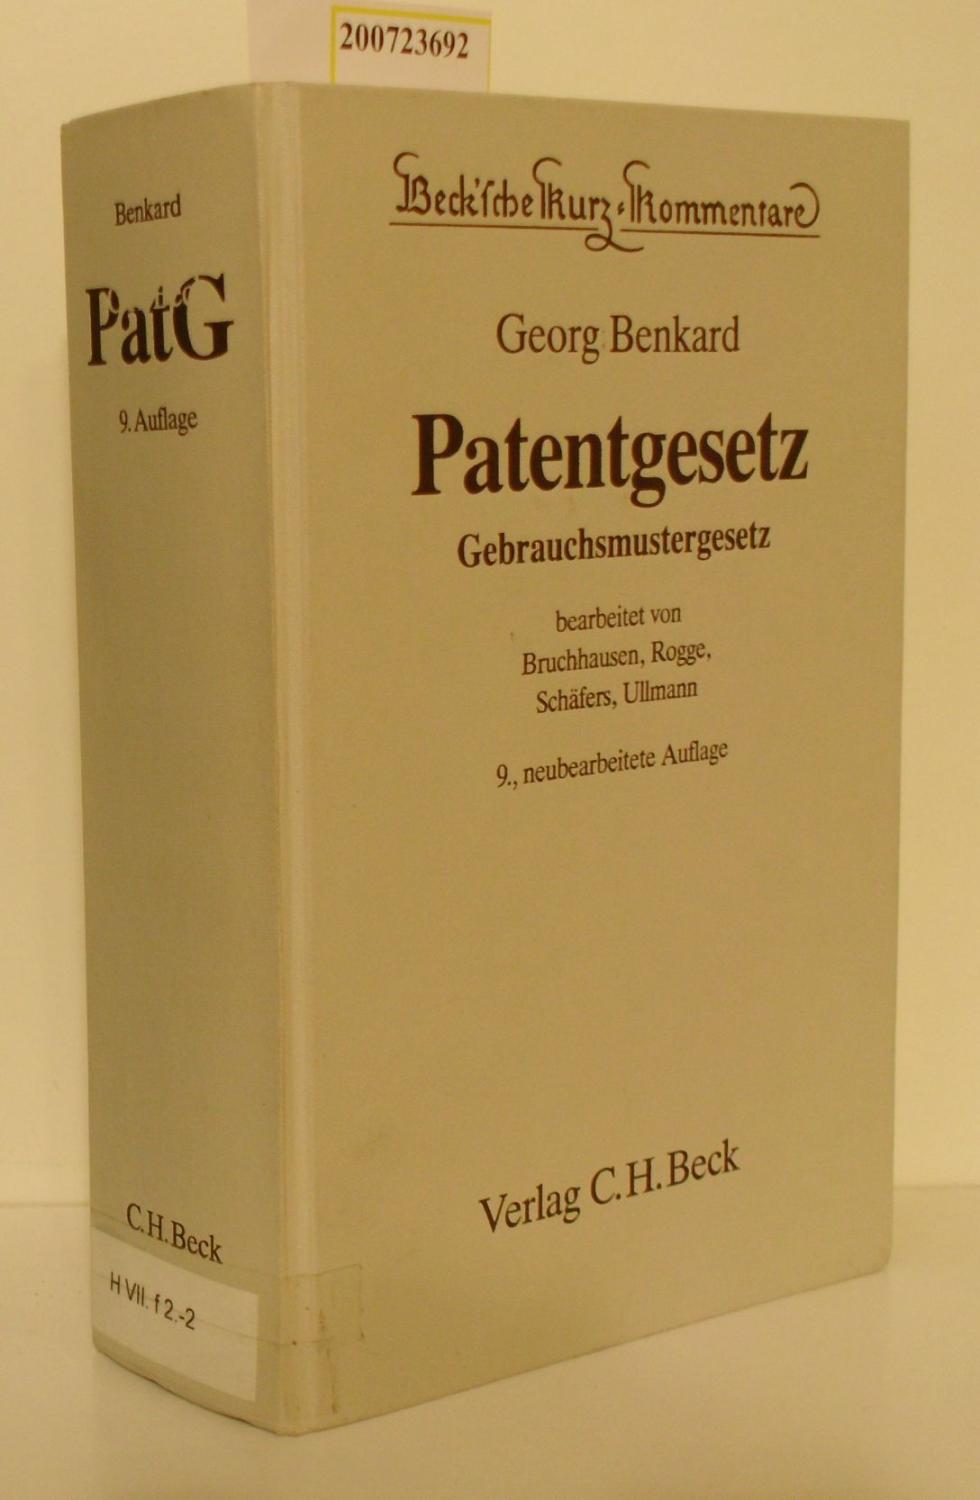 200723692
Benkard
PatG
9. Auflage
C.H.Beck
H VII. f 2.-2
Beck'sche Kurz-Kommentare
Georg Benkard
Patentgesetz
Gebrauchsmustergesetz
bearbeitet von
Bruchhausen, Rogge,
Schäfers, Ullmann
9., neubearbeitete Auflage
Verlag C.H.Beck